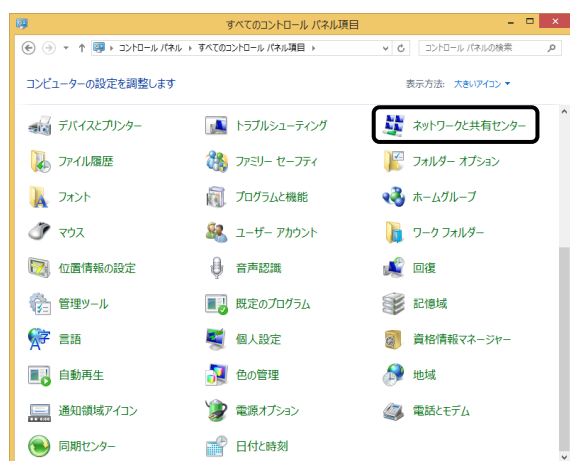 すべてのコントロール パネル項目
コントロール パネル ▸ すべてのコントロール パネル項目 ▸
コントロール パネルの検索
コンピューターの設定を調整します
表示方法: 大きいアイコン
デバイスとプリンター
トラブルシューティング
ネットワークと共有センター
ファイル履歴
ファミリー セーフティ
フォルダー オプション
フォント
プログラムと機能
ホームグループ
マウス
ユーザー アカウント
ワーク フォルダー
位置情報の設定
音声認識
回復
管理ツール
既定のプログラム
記憶域
言語
個人設定
資格情報マネージャー
自動再生
色の管理
地域
通知領域アイコン
電源オプション
電話とモデム
同期センター
日付と時刻